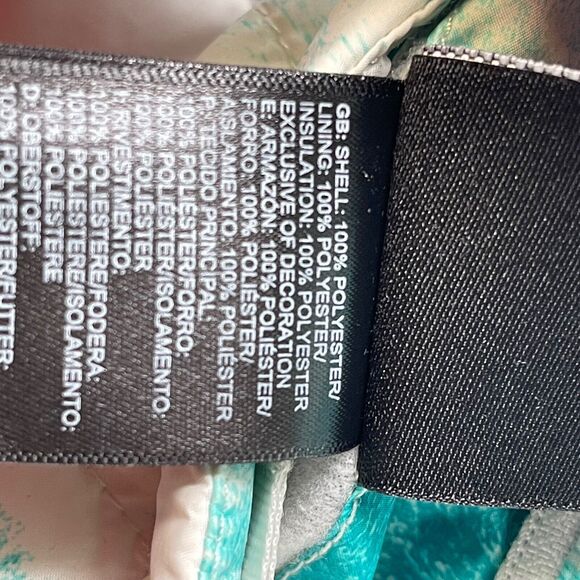 GB: SHELL: 100% POLYESTER/
LINING: 100% POLYESTER/
INSULATION: 100% POLYESTER
EXCLUSIVE OF DECORATION
E: ARMAZÓN: 100% POLIÉSTER/
FORRO: 100% POLIÉSTER/
AISLAMIENTO: 100% POLIÉSTER
P: TECIDO PRINCIPAL:
100% POLIÉSTER/FORRO:
100% POLIÉSTER/ISOLAMENTO:
100% POLIÉSTER
I: RIVESTIMENTO:
100% POLIESTERE/FODERA:
100% POLIESTERE/ISOLAMENTO:
100% POLIESTERE
D: OBERSTOFF:
100% POLYESTER/FUTTER: